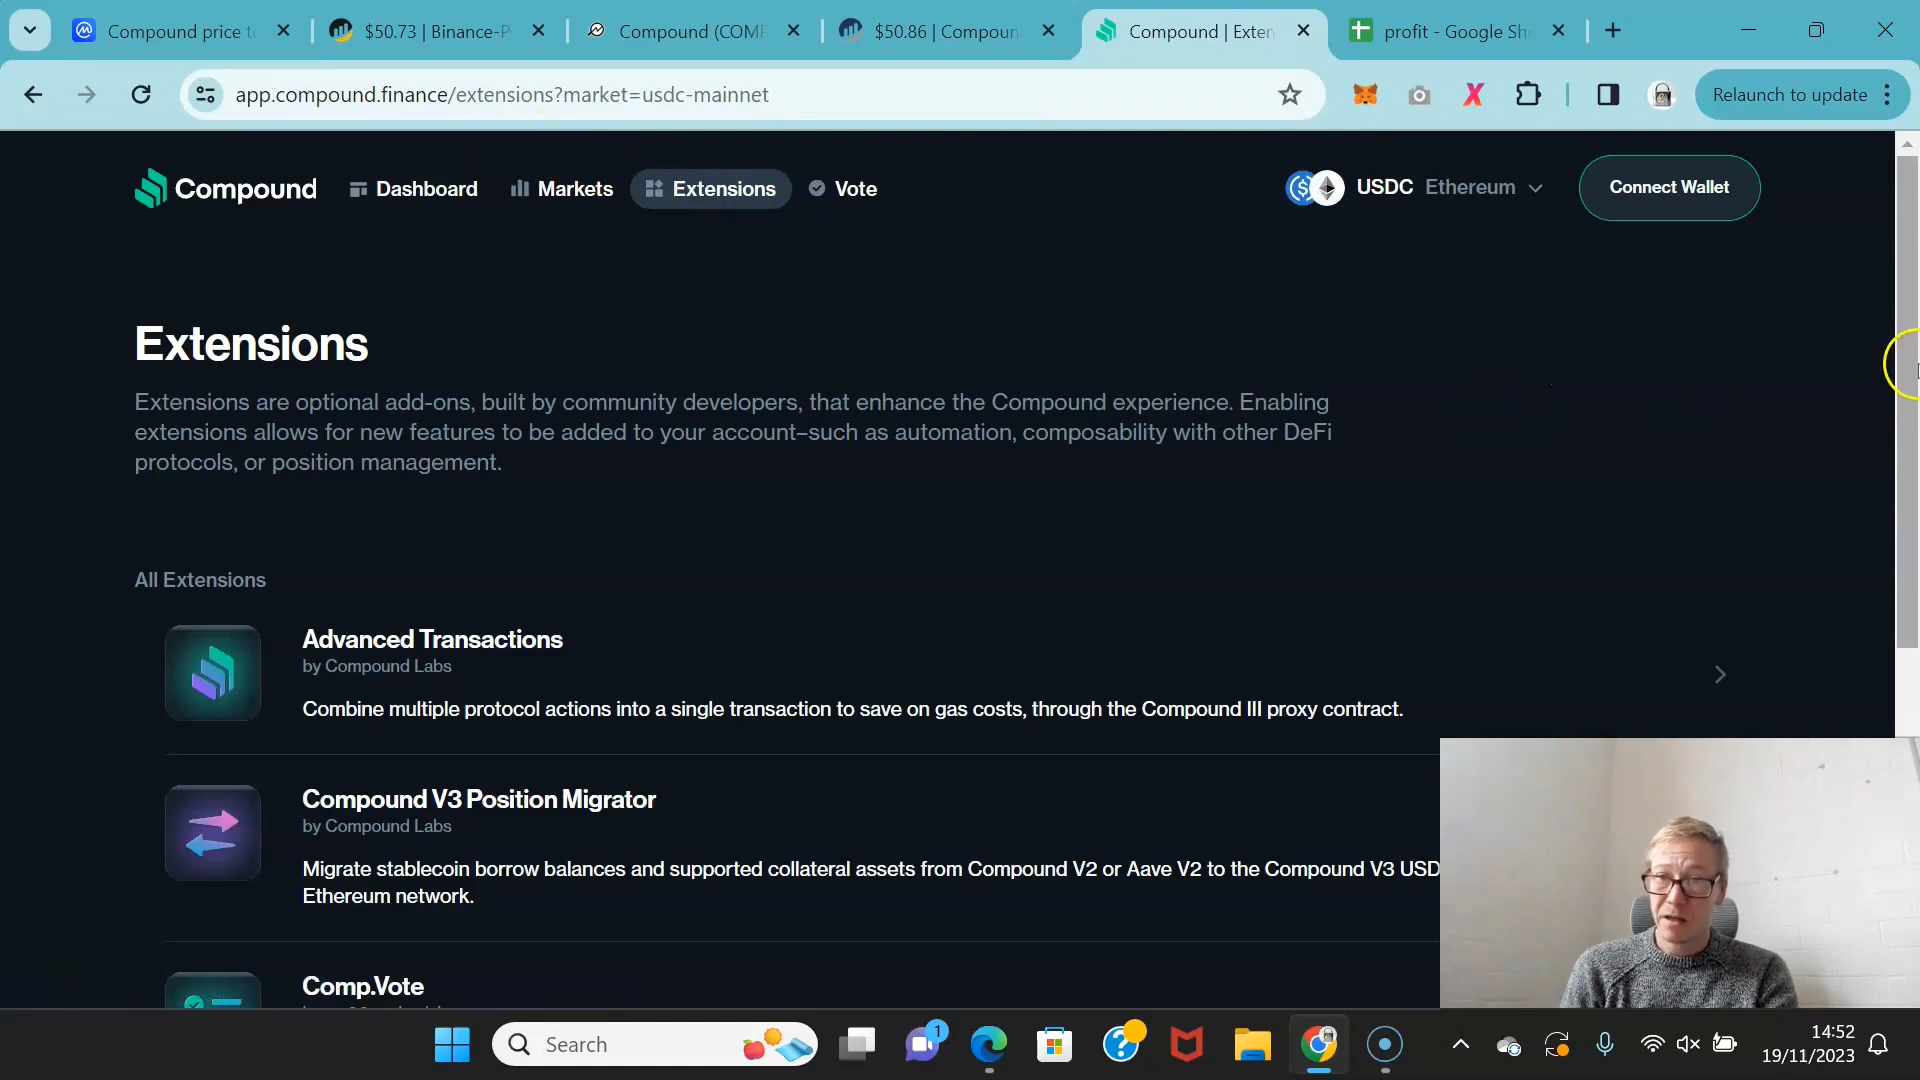 Compound price to
$50.73 | Binance-P
Compound (COMP
$50.86 | Compoun
Compound | Exten
profit - Google She
app.compound.finance/extensions?market=usdc-mainnet
Relaunch to update
Compound
Dashboard
Markets
Extensions
Vote
USDC Ethereum
Connect Wallet
Extensions
Extensions are optional add-ons, built by community developers, that enhance the Compound experience. Enabling
extensions allows for new features to be added to your account–such as automation, composability with other DeFi
protocols, or position management.
All Extensions
Advanced Transactions
by Compound Labs
Combine multiple protocol actions into a single transaction to save on gas costs, through the Compound III proxy contract.
Compound V3 Position Migrator
by Compound Labs
Migrate stablecoin borrow balances and supported collateral assets from Compound V2 or Aave V2 to the Compound V3 USD
Ethereum network.
Comp.Vote
Search
1
14:52
19/11/2023